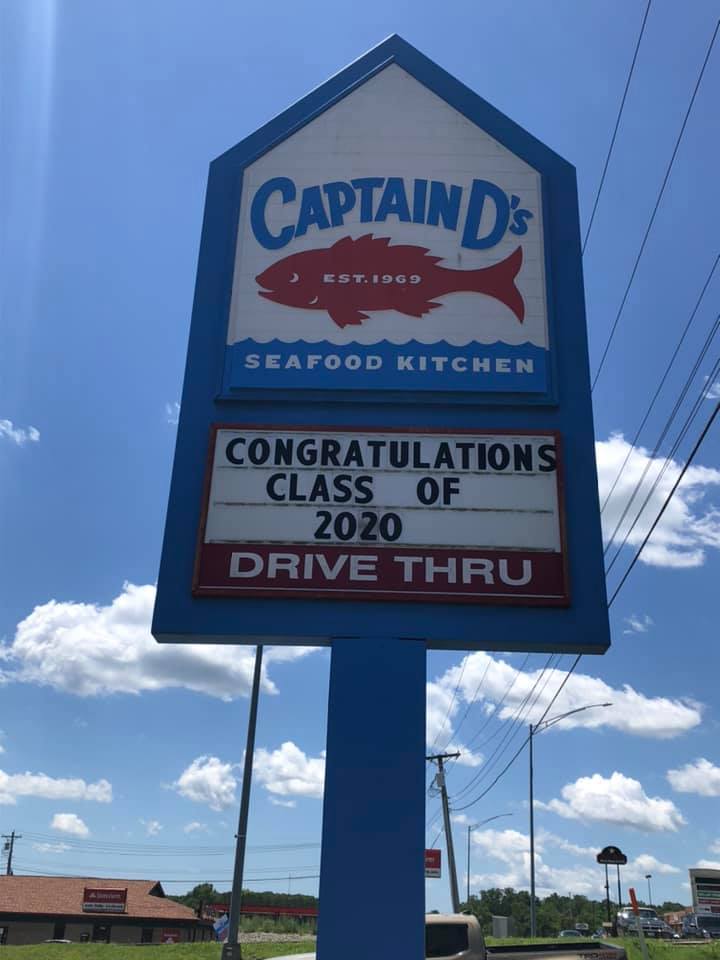 CAPTAIN D's
EST. 1969
SEAFOOD KITCHEN
CONGRATULATIONS
CLASS OF
2020
DRIVE THRU